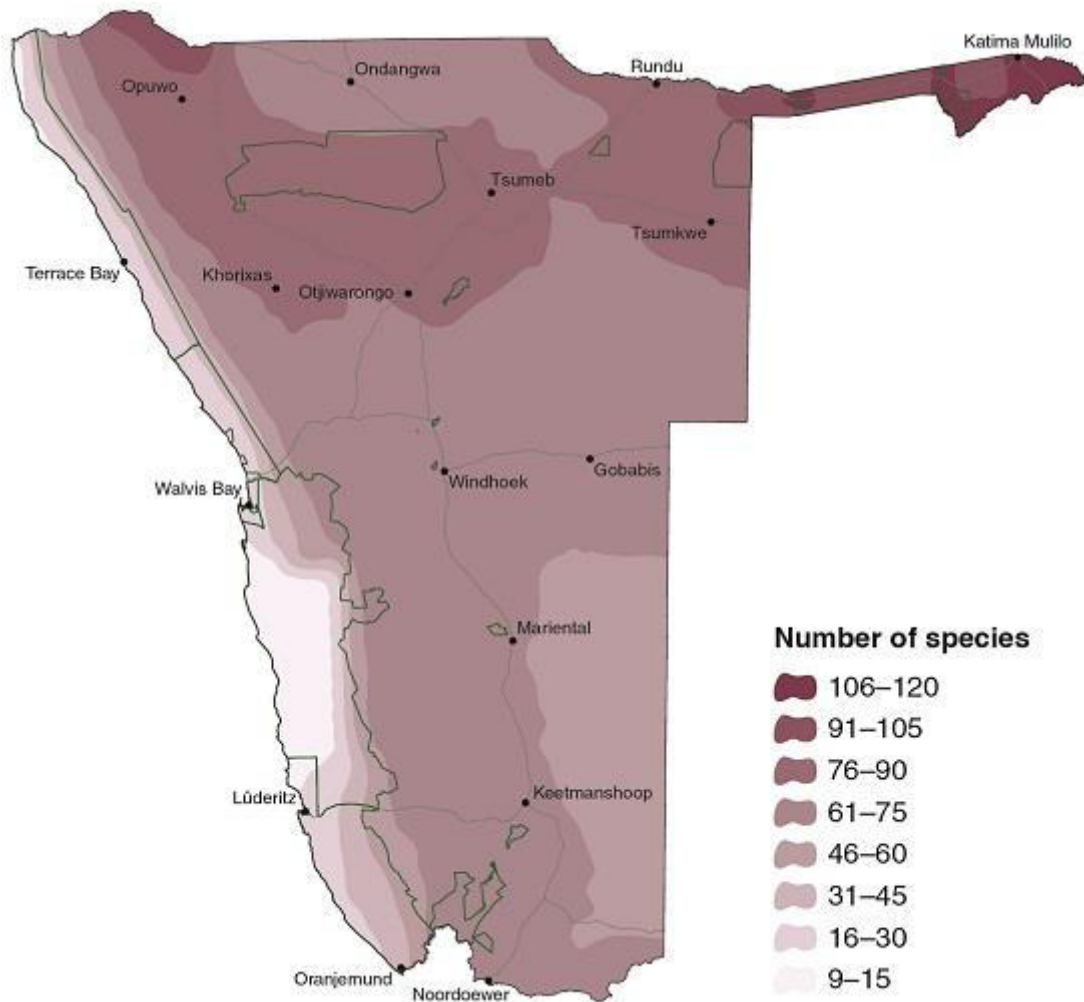 Katima Mulilo
Ondangwa
Rundu
Opuwo
Tsumeb
Tsumkwe
Terrace Bay
Khorixas
Otjiwarongo
Walvis Bay
Windhoek
Gobabis
Mariental
Number of species
106–120
91–105
76–90
61–75
46–60
31–45
16–30
9–15
Lûderitz
Keetmanshoop
Oranjemund
Noordoewer